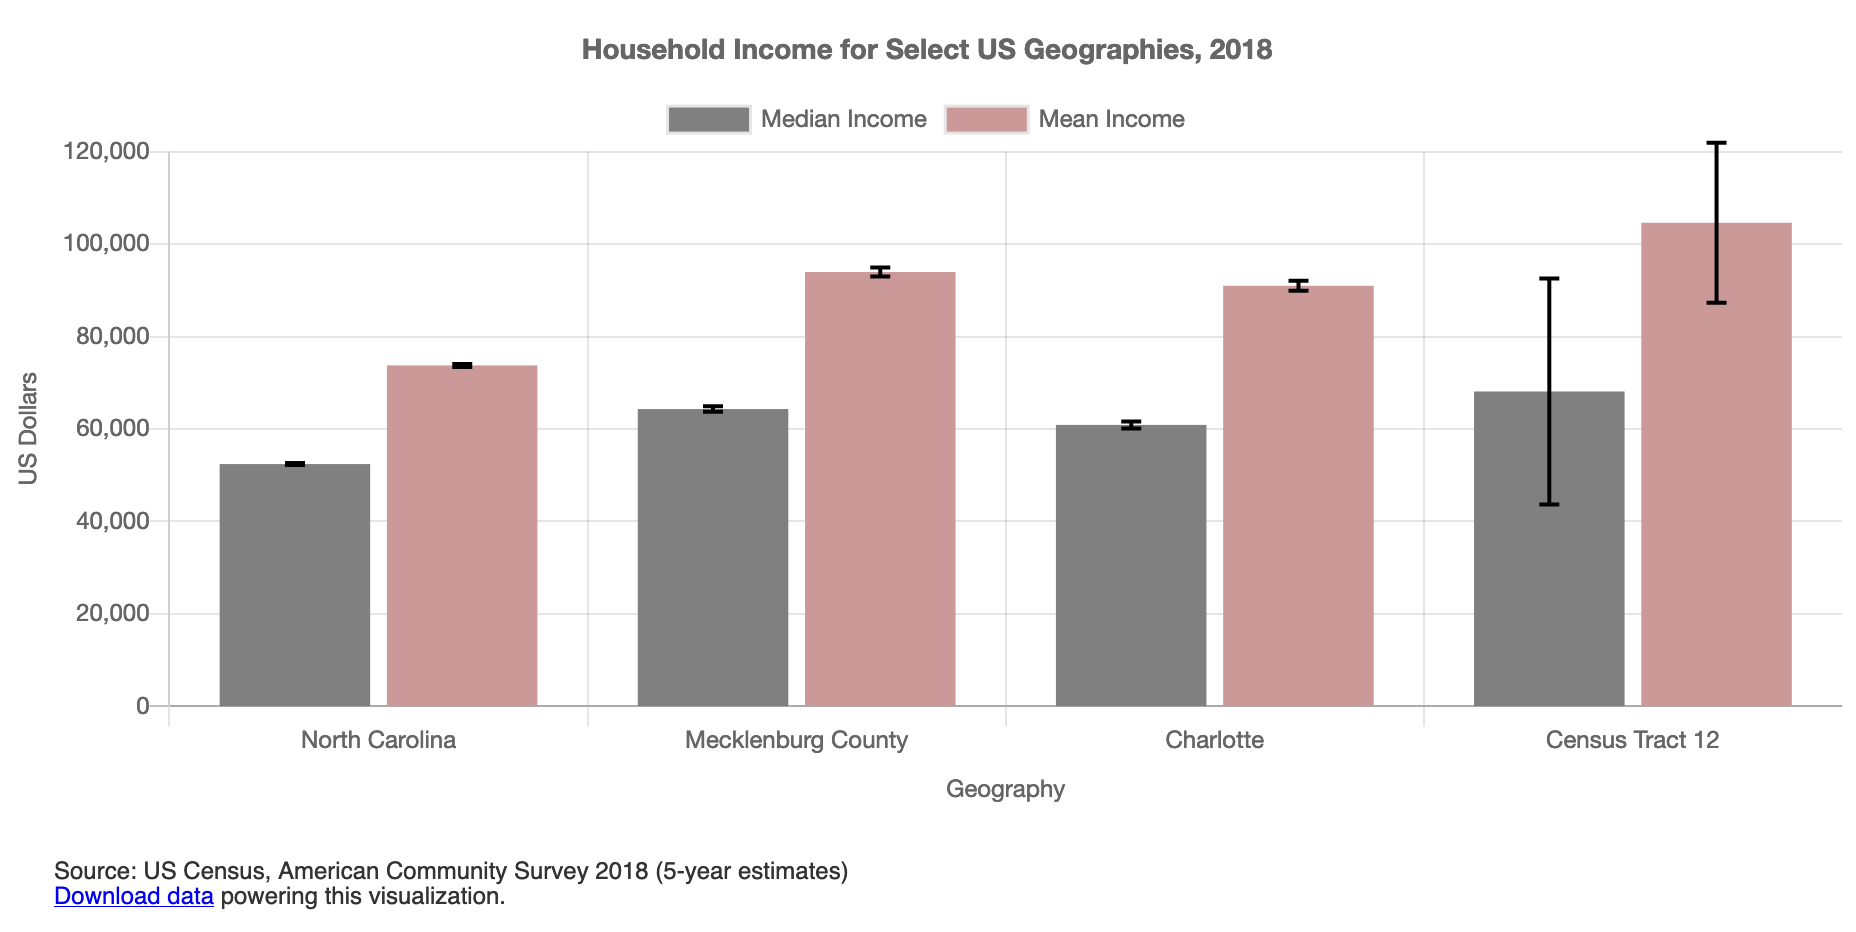 Household Income for Select US Geographies, 2018
Median Income Mean Income
120,000
100,000
80,000
60,000
40,000
20,000
0
US Dollars
North Carolina Mecklenburg County Charlotte Census Tract 12
Geography
Source: US Census, American Community Survey 2018 (5-year estimates)
Download data powering this visualization.